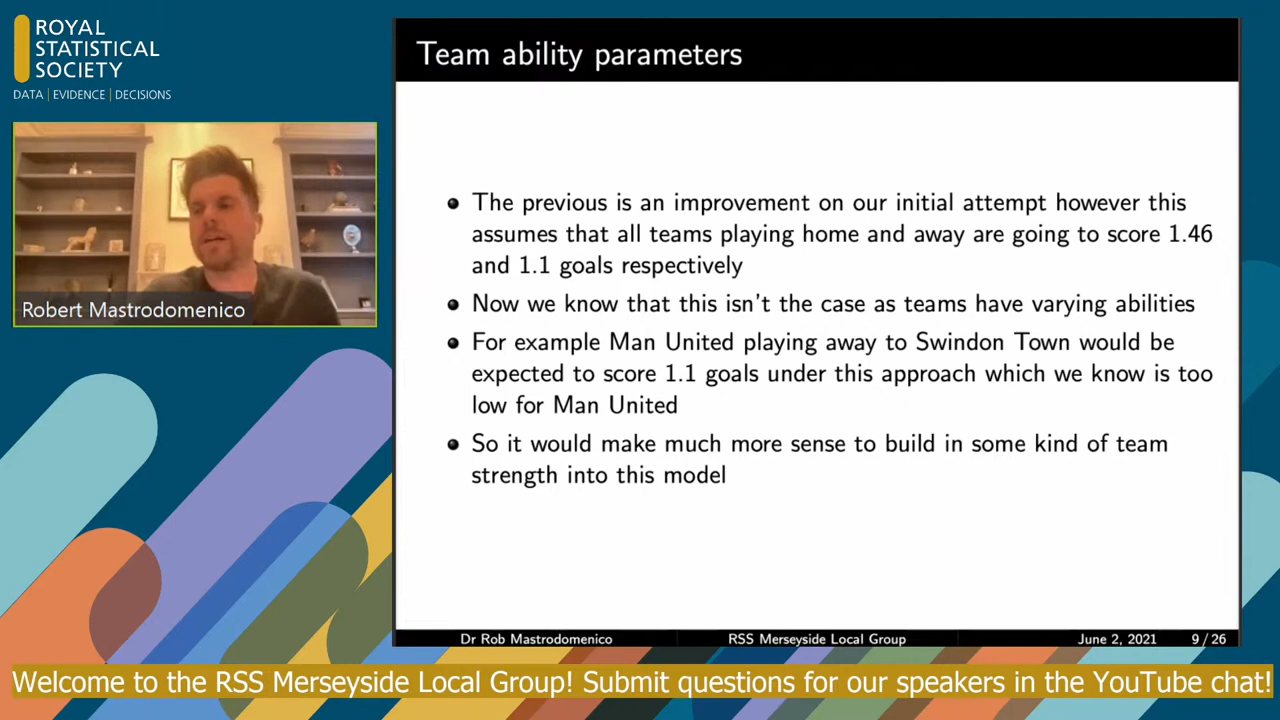 ROYAL
STATISTICAL
SOCIETY
DATA | EVIDENCE | DECISIONS
Robert Mastrodomenico
Team ability parameters
The previous is an improvement on our initial attempt however this
assumes that all teams playing home and away are going to score 1.46
and 1.1 goals respectively
Now we know that this isn't the case as teams have varying abilities
For example Man United playing away to Swindon Town would be
expected to score 1.1 goals under this approach which we know is too
low for Man United
So it would make much more sense to build in some kind of team
strength into this model
Dr Rob Mastrodomenico RSS Merseyside Local Group June 2, 2021 9 / 26
Welcome to the RSS Merseyside Local Group! Submit questions for our speakers in the YouTube chat!